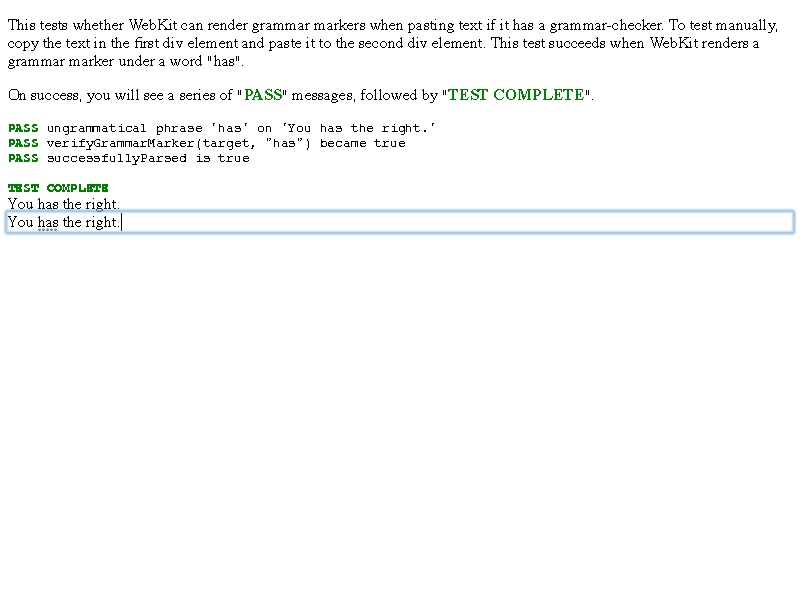 This tests whether WebKit can render grammar markers when pasting text if it has a grammar-checker. To test manually,
copy the text in the first div element and paste it to the second div element. This test succeeds when WebKit renders a
grammar marker under a word "has".
On success, you will see a series of "PASS" messages, followed by "TEST COMPLETE".
PASS ungrammatical phrase 'has' on 'You has the right.'
PASS verifyGrammarMarker(target, "has") became true
PASS successfullyParsed is true
TEST COMPLETE
You has the right.
You has the right.